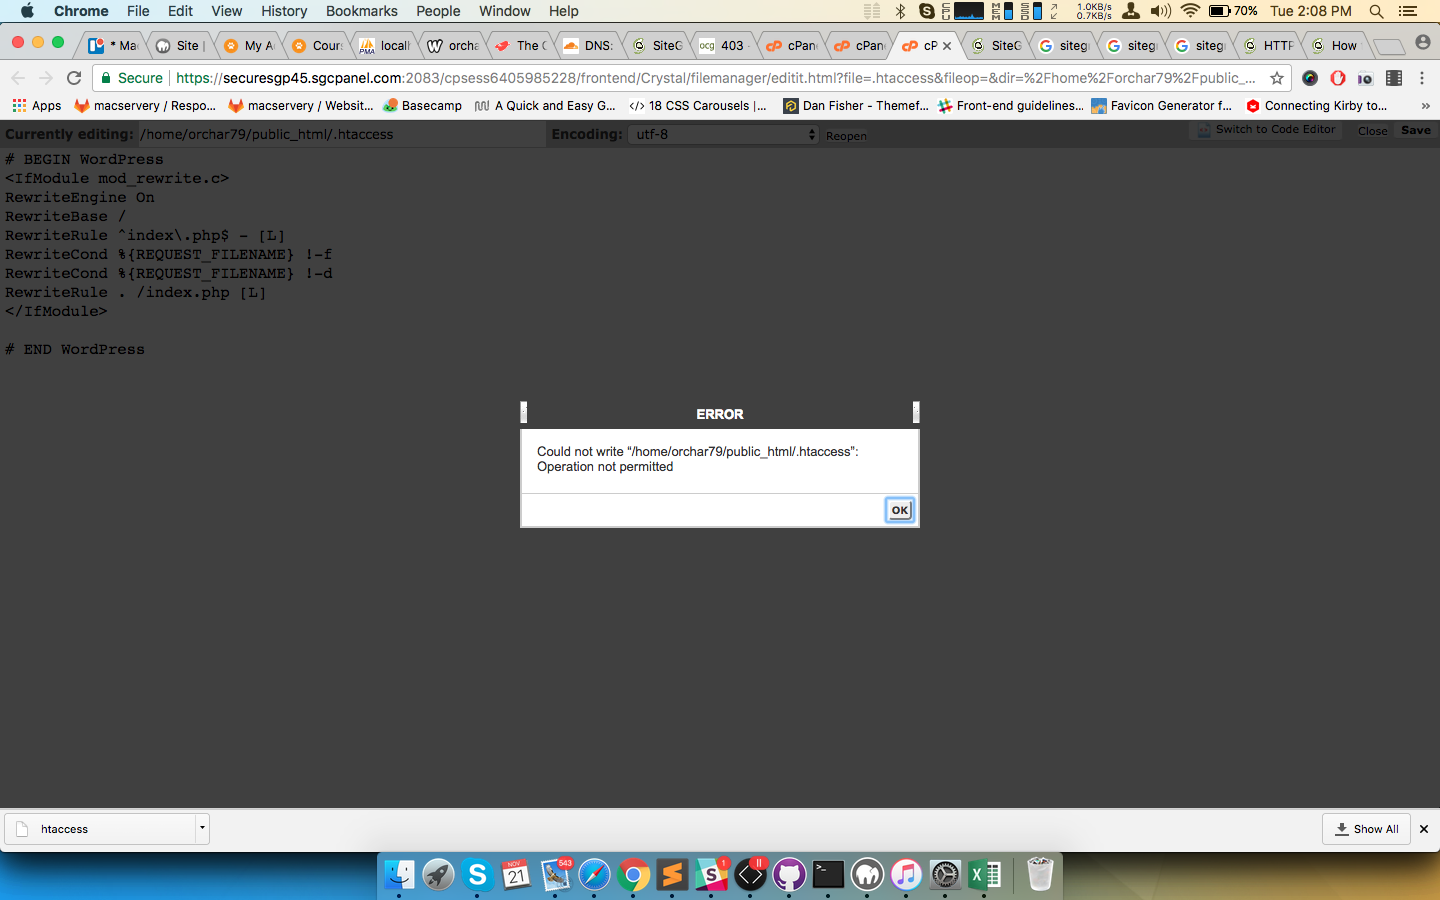 Chrome File Edit View History Bookmarks People Window Help
1.0KB/s
0.7KB/s
70% Tue 2:08 PM
* Ma Site | My A Cours locall orcha The C DNS: SiteG 403 - cPan cPan cP SiteG siteg siteg siteg HTTP How
Secure https://securesgp45.sgcpanel.com:2083/cpsess6405985228/frontend/Crystal/filemanager/editit.html?file=.htaccess&fileop=&dir=%2Fhome%2Forchar79%2Fpublic_...
Apps macservery / Respo... macservery / Websit... Basecamp A Quick and Easy G... </> 18 CSS Carousels |... Dan Fisher - Themef... Front-end guidelines... Favicon Generator f... Connecting Kirby to... »
Currently editing: /home/orchar79/public_html/.htaccess Encoding: utf-8 Reopen Switch to Code Editor Close Save
# BEGIN WordPress
<IfModule mod_rewrite.c>
RewriteEngine On
RewriteBase /
RewriteRule ^index\.php$ - [L]
RewriteCond %{REQUEST_FILENAME} !-f
RewriteCond %{REQUEST_FILENAME} !-d
RewriteRule . /index.php [L]
</IfModule>
# END WordPress
ERROR
Could not write "/home/orchar79/public_html/.htaccess":
Operation not permitted
OK
htaccess Show All
NOV
21
543
1